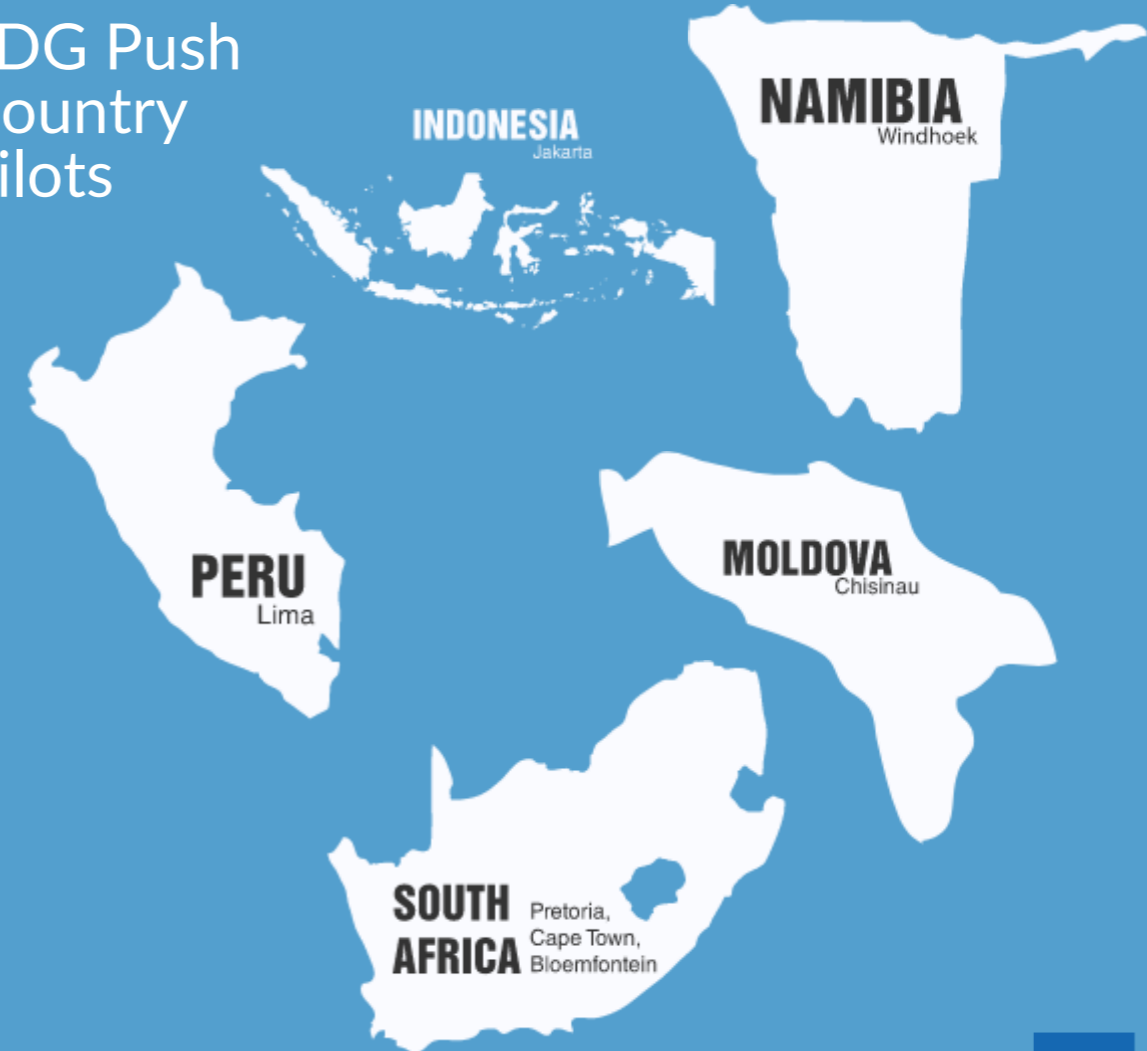 DG Push
ountry
ilots
INDONESIA
Jakarta
NAMIBIA
Windhoek
PERU
Lima
MOLDOVA
Chisinau
SOUTH
AFRICA
Pretoria,
Cape Town,
Bloemfontein